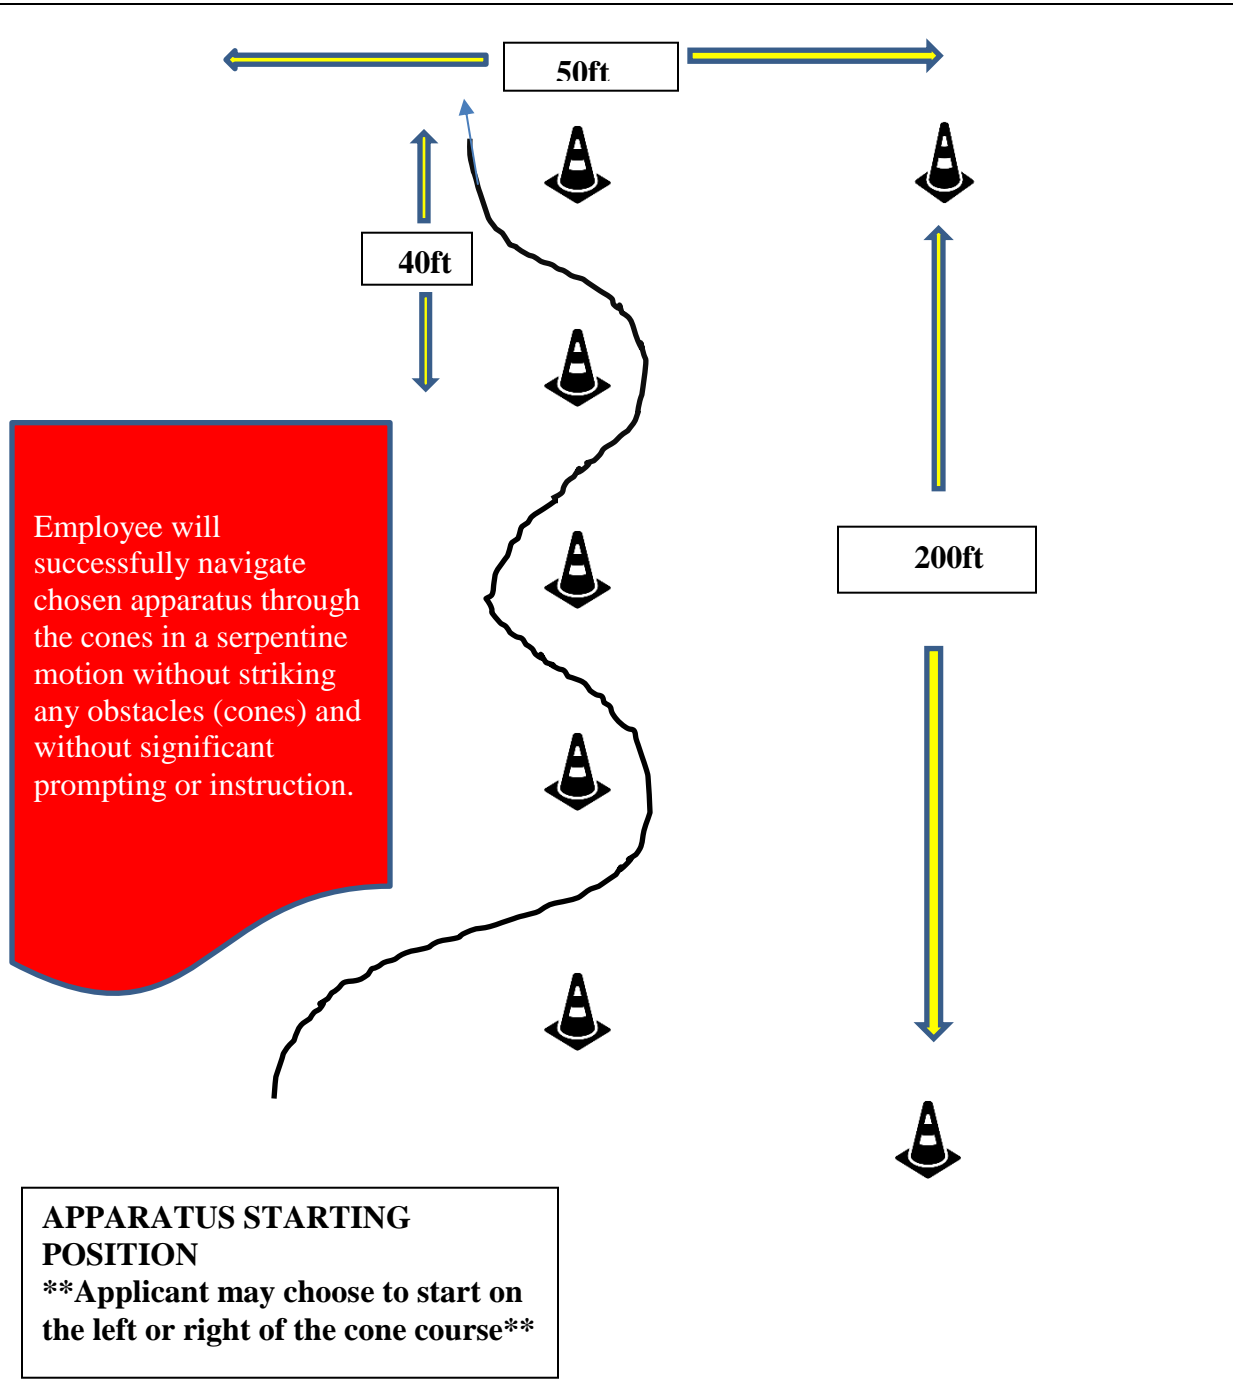 50ft
40ft
Employee will
successfully navigate
chosen apparatus through
the cones in a serpentine
motion without striking
any obstacles (cones) and
without significant
prompting or instruction.
200ft
APPARATUS STARTING
POSITION
**Applicant may choose to start on
the left or right of the cone course**